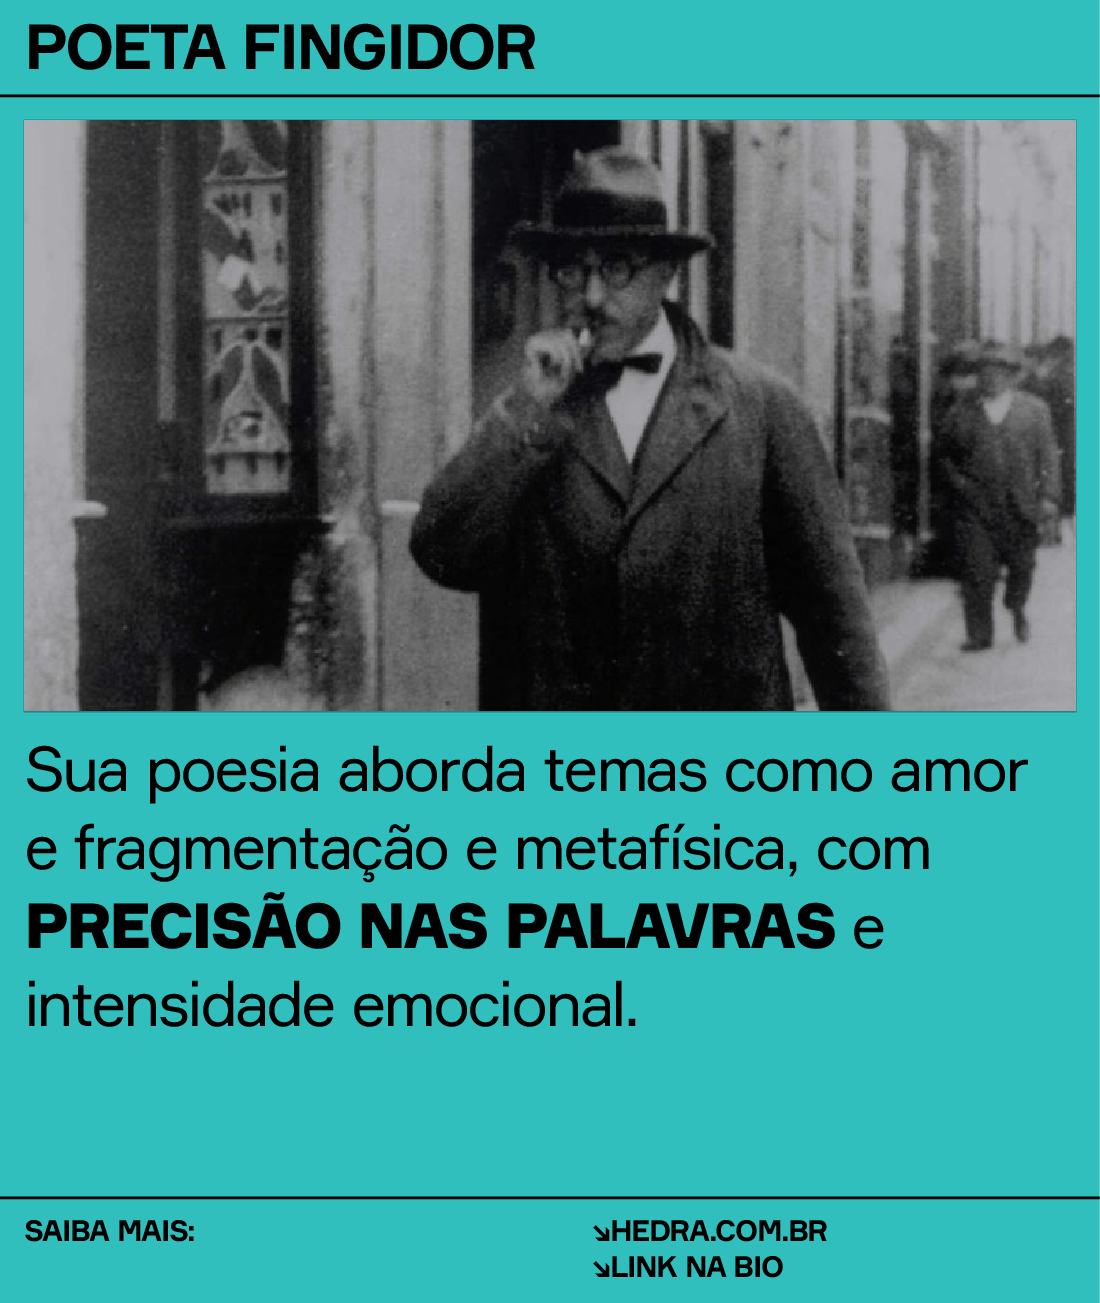 POETA FINGIDOR
Sua poesia aborda temas como amor
e fragmentação e metafísica, com
PRECISÃO NAS PALAVRAS e
intensidade emocional.
SAIBA MAIS:
↘HEDRA.COM.BR
↘LINK NA BIO